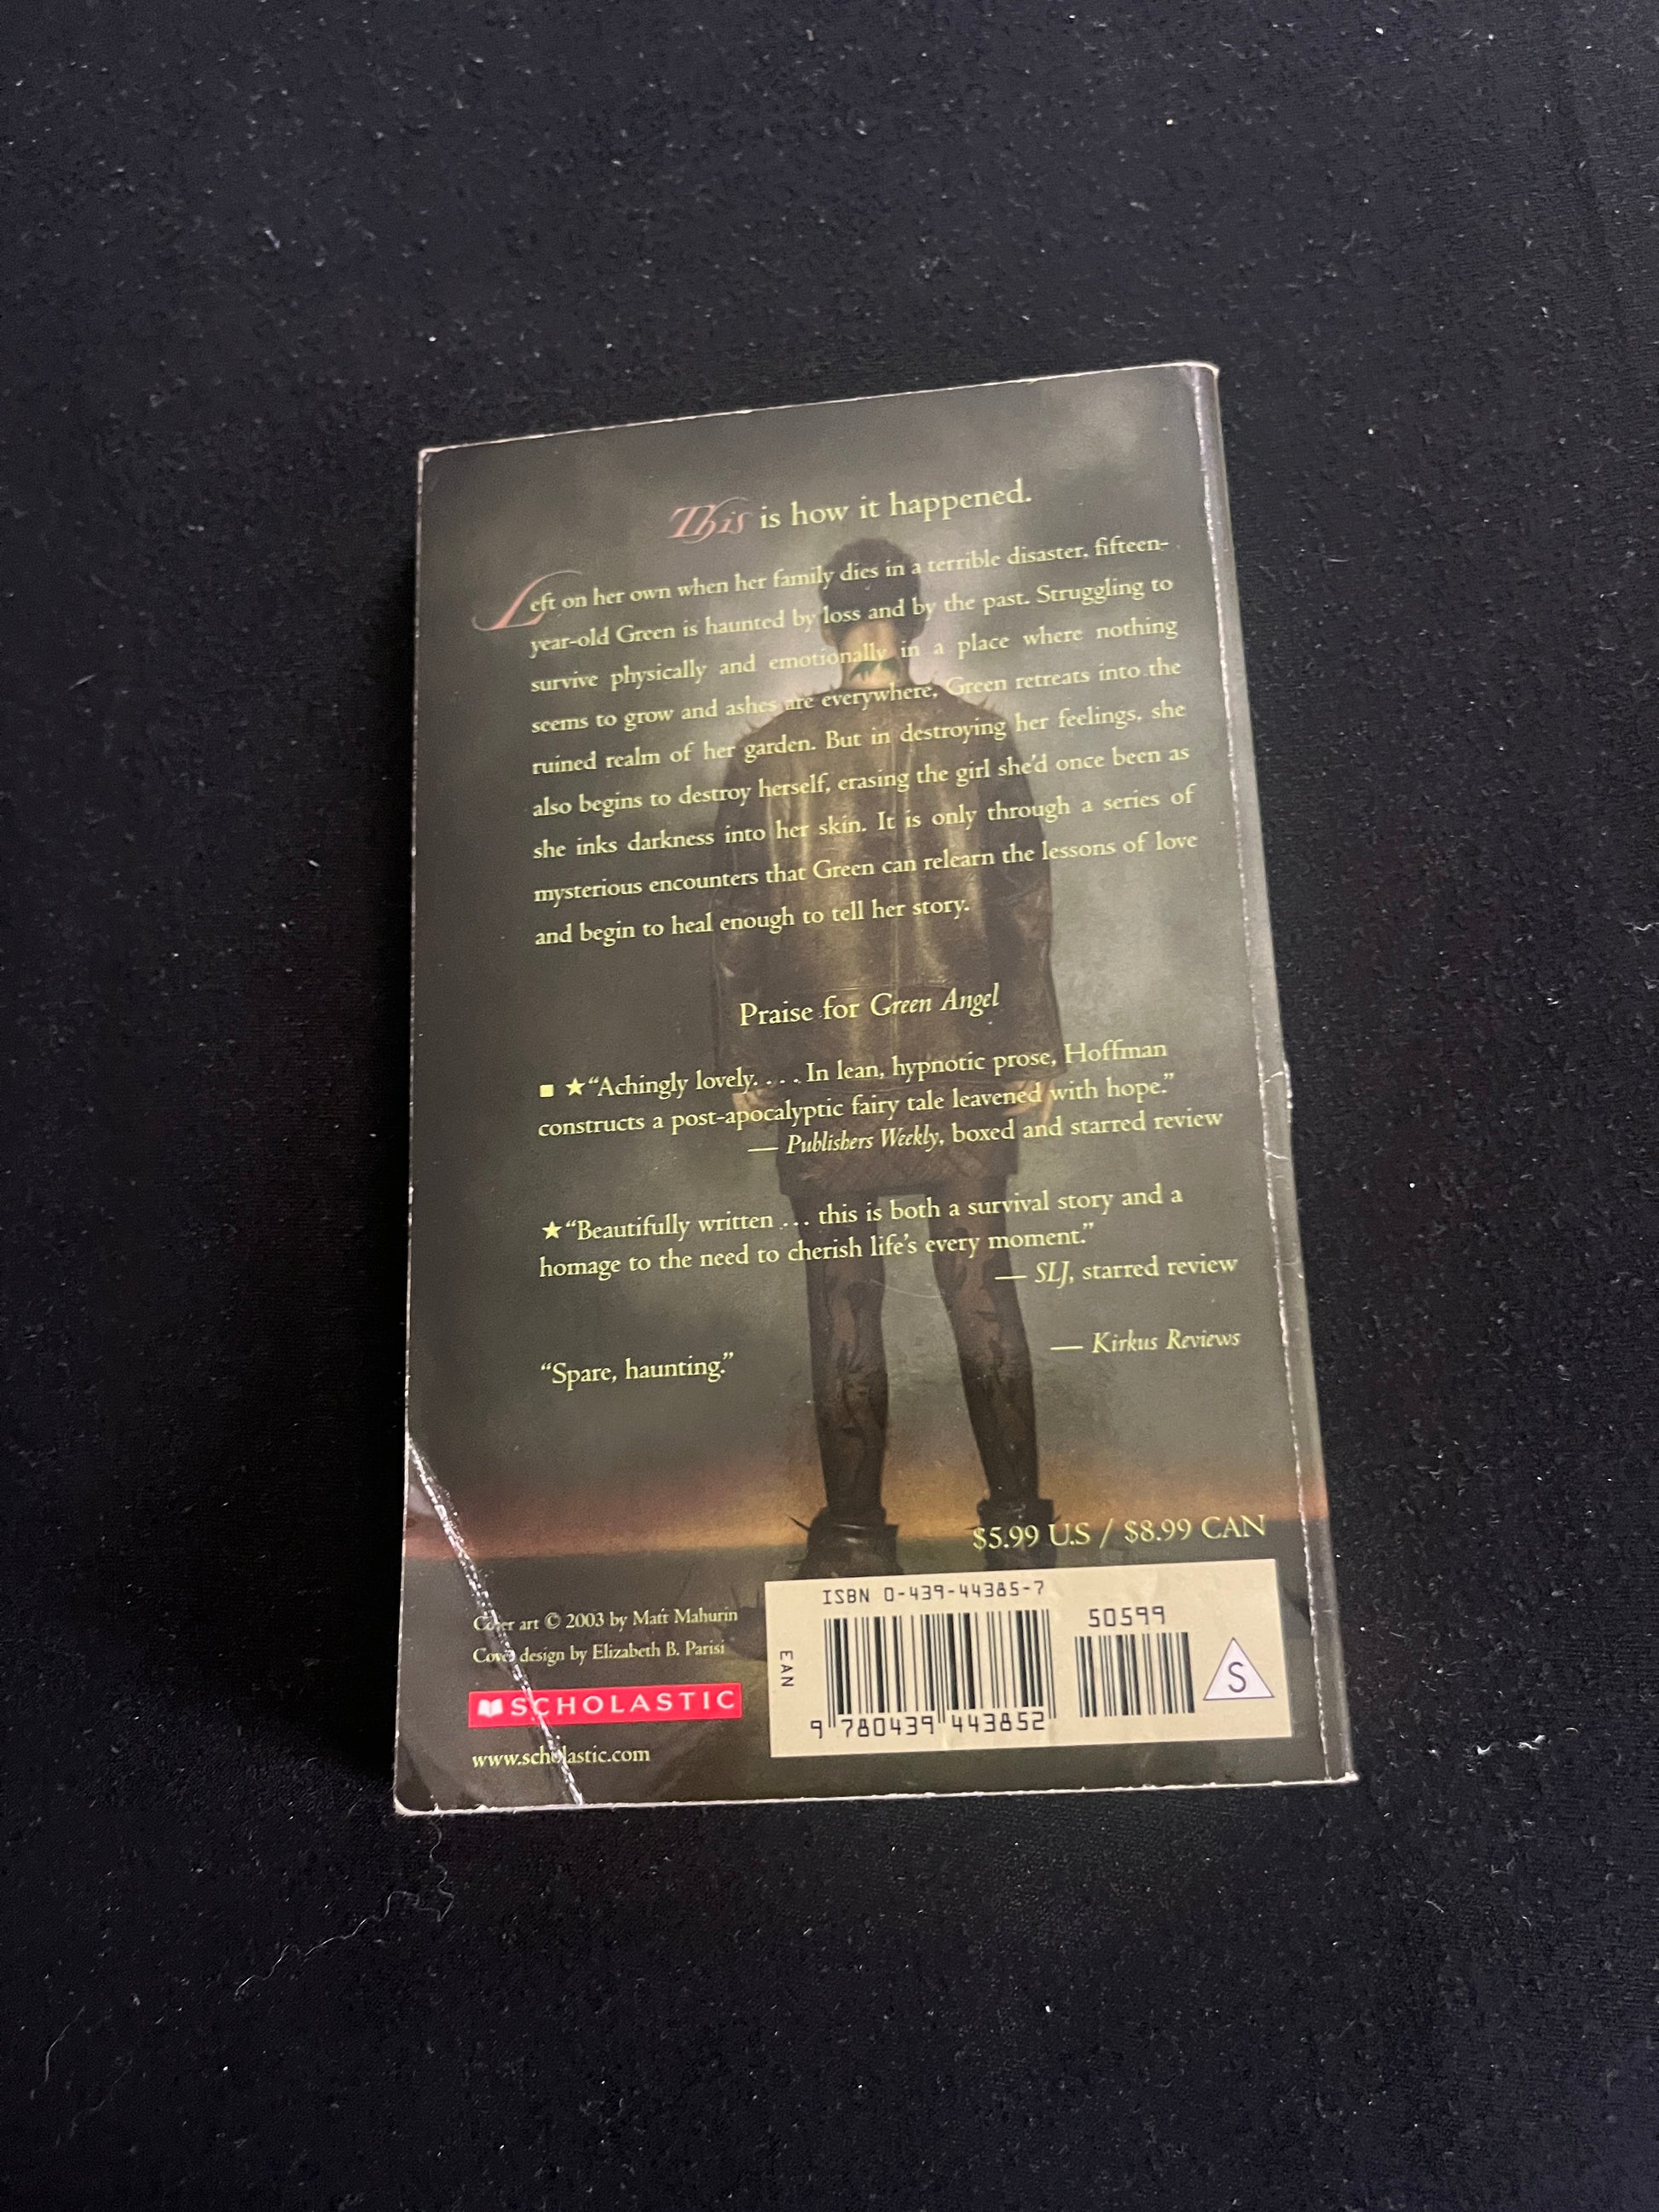 This is how it happened.
Left on her own when her family dies in a terrible disaster, fifteen-
year-old Green is haunted by loss and by the past. Struggling to
survive physically and emotionally in a place where nothing
seems to grow and ashes are everywhere, Green retreats into the
ruined realm of her garden. But in destroying her feelings, she
also begins to destroy herself, erasing the girl she'd once been as
she inks darkness into her skin. It is only through a series of
mysterious encounters that Green can relearn the lessons of love
and begin to heal enough to tell her story.
Praise for Green Angel
■ ★“Achingly lovely. . . . In lean, hypnotic prose, Hoffman
constructs a post-apocalyptic fairy tale leavened with hope.”
— Publishers Weekly, boxed and starred review
★“Beautifully written . . . this is both a survival story and a
homage to the need to cherish life's every moment.”
— SLJ, starred review
“Spare, haunting.”
— Kirkus Reviews
$5.99 U.S / $8.99 CAN
Cover art © 2003 by Matt Mahurin
Cover design by Elizabeth B. Parisi
SCHOLASTIC
www.scholastic.com
ISBN 0-439-44385-7
50599
EAN
9 780439 443852
S